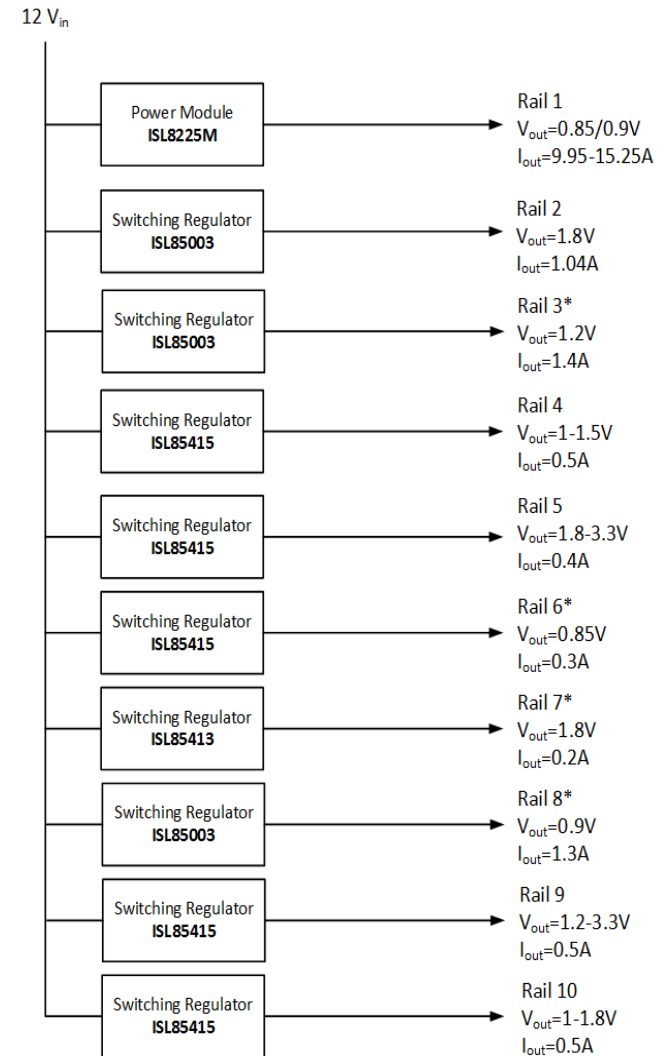 12 Vin
Power Module
ISL8225M
Rail 1
Vout=0.85/0.9V
Iout=9.95-15.25A
Switching Regulator
ISL85003
Rail 2
Vout=1.8V
Iout=1.04A
Switching Regulator
ISL85003
Rail 3*
Vout=1.2V
Iout=1.4A
Switching Regulator
ISL85415
Rail 4
Vout=1-1.5V
Iout=0.5A
Switching Regulator
ISL85415
Rail 5
Vout=1.8-3.3V
Iout=0.4A
Switching Regulator
ISL85415
Rail 6*
Vout=0.85V
Iout=0.3A
Switching Regulator
ISL85413
Rail 7*
Vout=1.8V
Iout=0.2A
Switching Regulator
ISL85003
Rail 8*
Vout=0.9V
Iout=1.3A
Switching Regulator
ISL85415
Rail 9
Vout=1.2-3.3V
Iout=0.5A
Switching Regulator
ISL85415
Rail 10
Vout=1-1.8V
Iout=0.5A